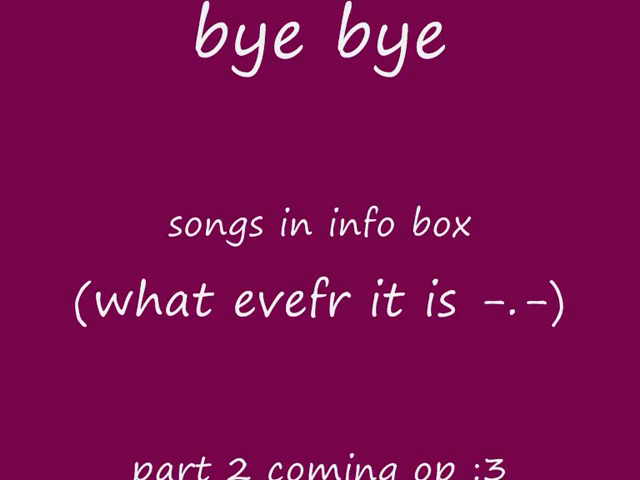 bye bye
songs in info box
(what evefr it is -.-)
part 2 coming op :3